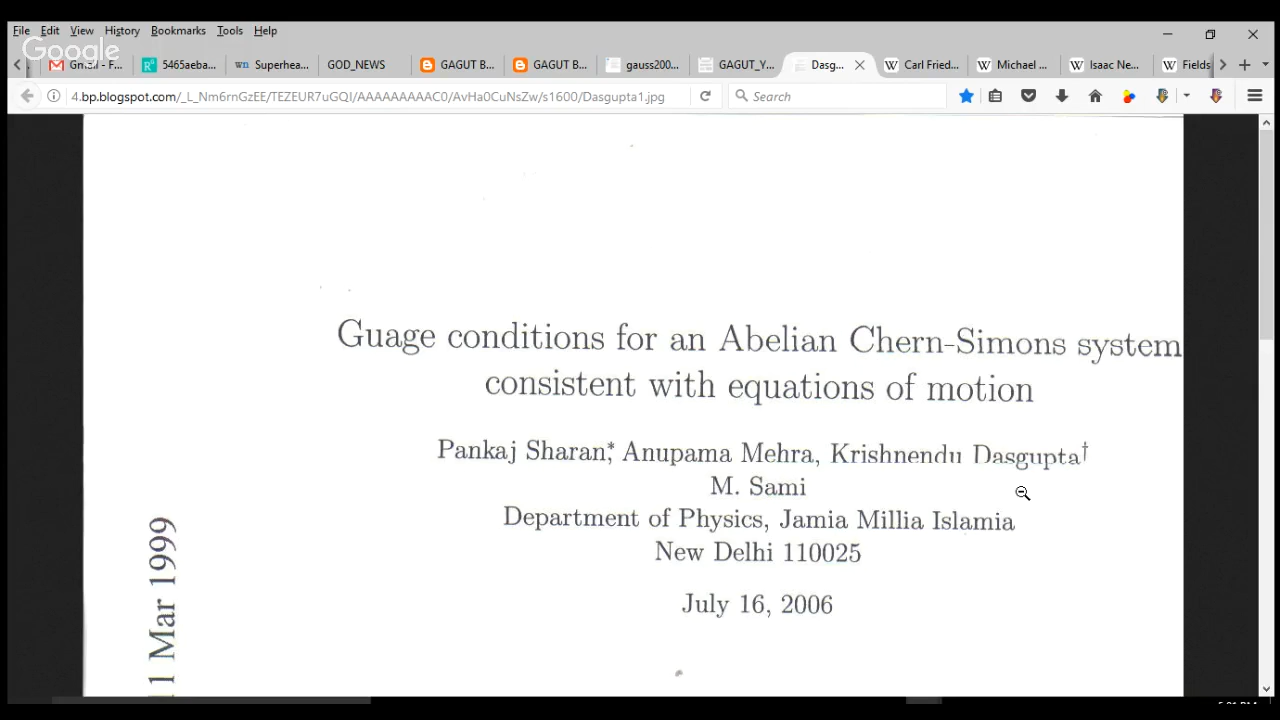 File Edit View History Bookmarks Tools Help
Google
Gmail - F... 5465aeba... Superhea... GOD_NEWS GAGUT B... GAGUT B... gauss200... GAGUT_Y... Dasg... Carl Fried... Michael ... Isaac Ne... Fields
4.bp.blogspot.com/_L_Nm6rnGzEE/TEZEUR7uGQI/AAAAAAAAAC0/AvHa0CuNsZw/s1600/Dasgupta1.jpg Search
Guage conditions for an Abelian Chern-Simons system
consistent with equations of motion
Pankaj Sharan,* Anupama Mehra, Krishnendu Dasgupta†
M. Sami
Department of Physics, Jamia Millia Islamia
New Delhi 110025
July 16, 2006
11 Mar 1999